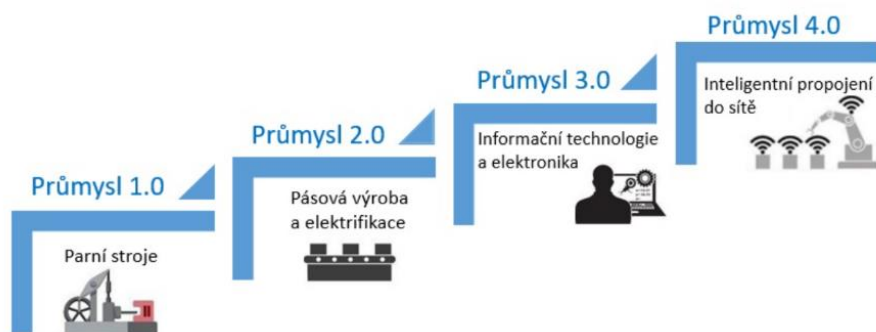 Průmysl 1.0
Parní stroje
Průmysl 2.0
Pásová výroba
a elektrifikace
Průmysl 3.0
Informační technologie
a elektronika
Průmysl 4.0
Inteligentní propojení
do sítě